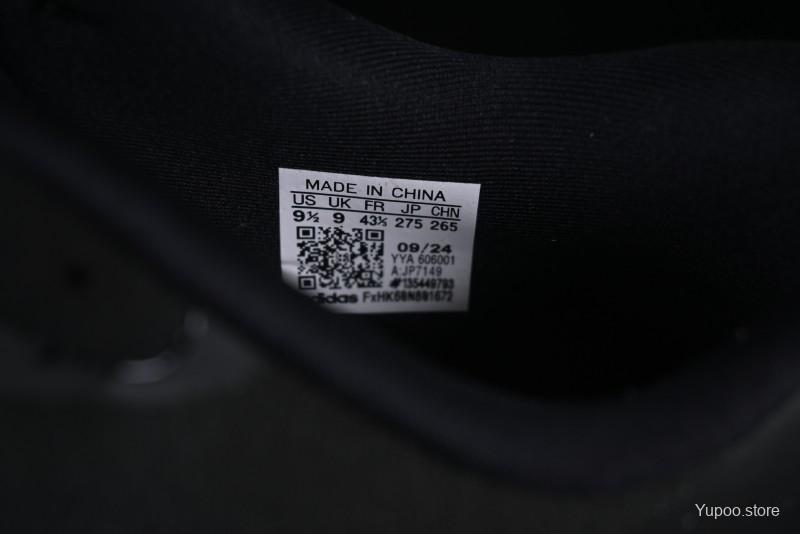 MADE IN CHINA
US UK FR JP CHN
9½ 9 43⅓ 275 265
09/24
YYA 606001
A:JP7149
#135449793
adidas FxHK68N891672
Yupoo.store